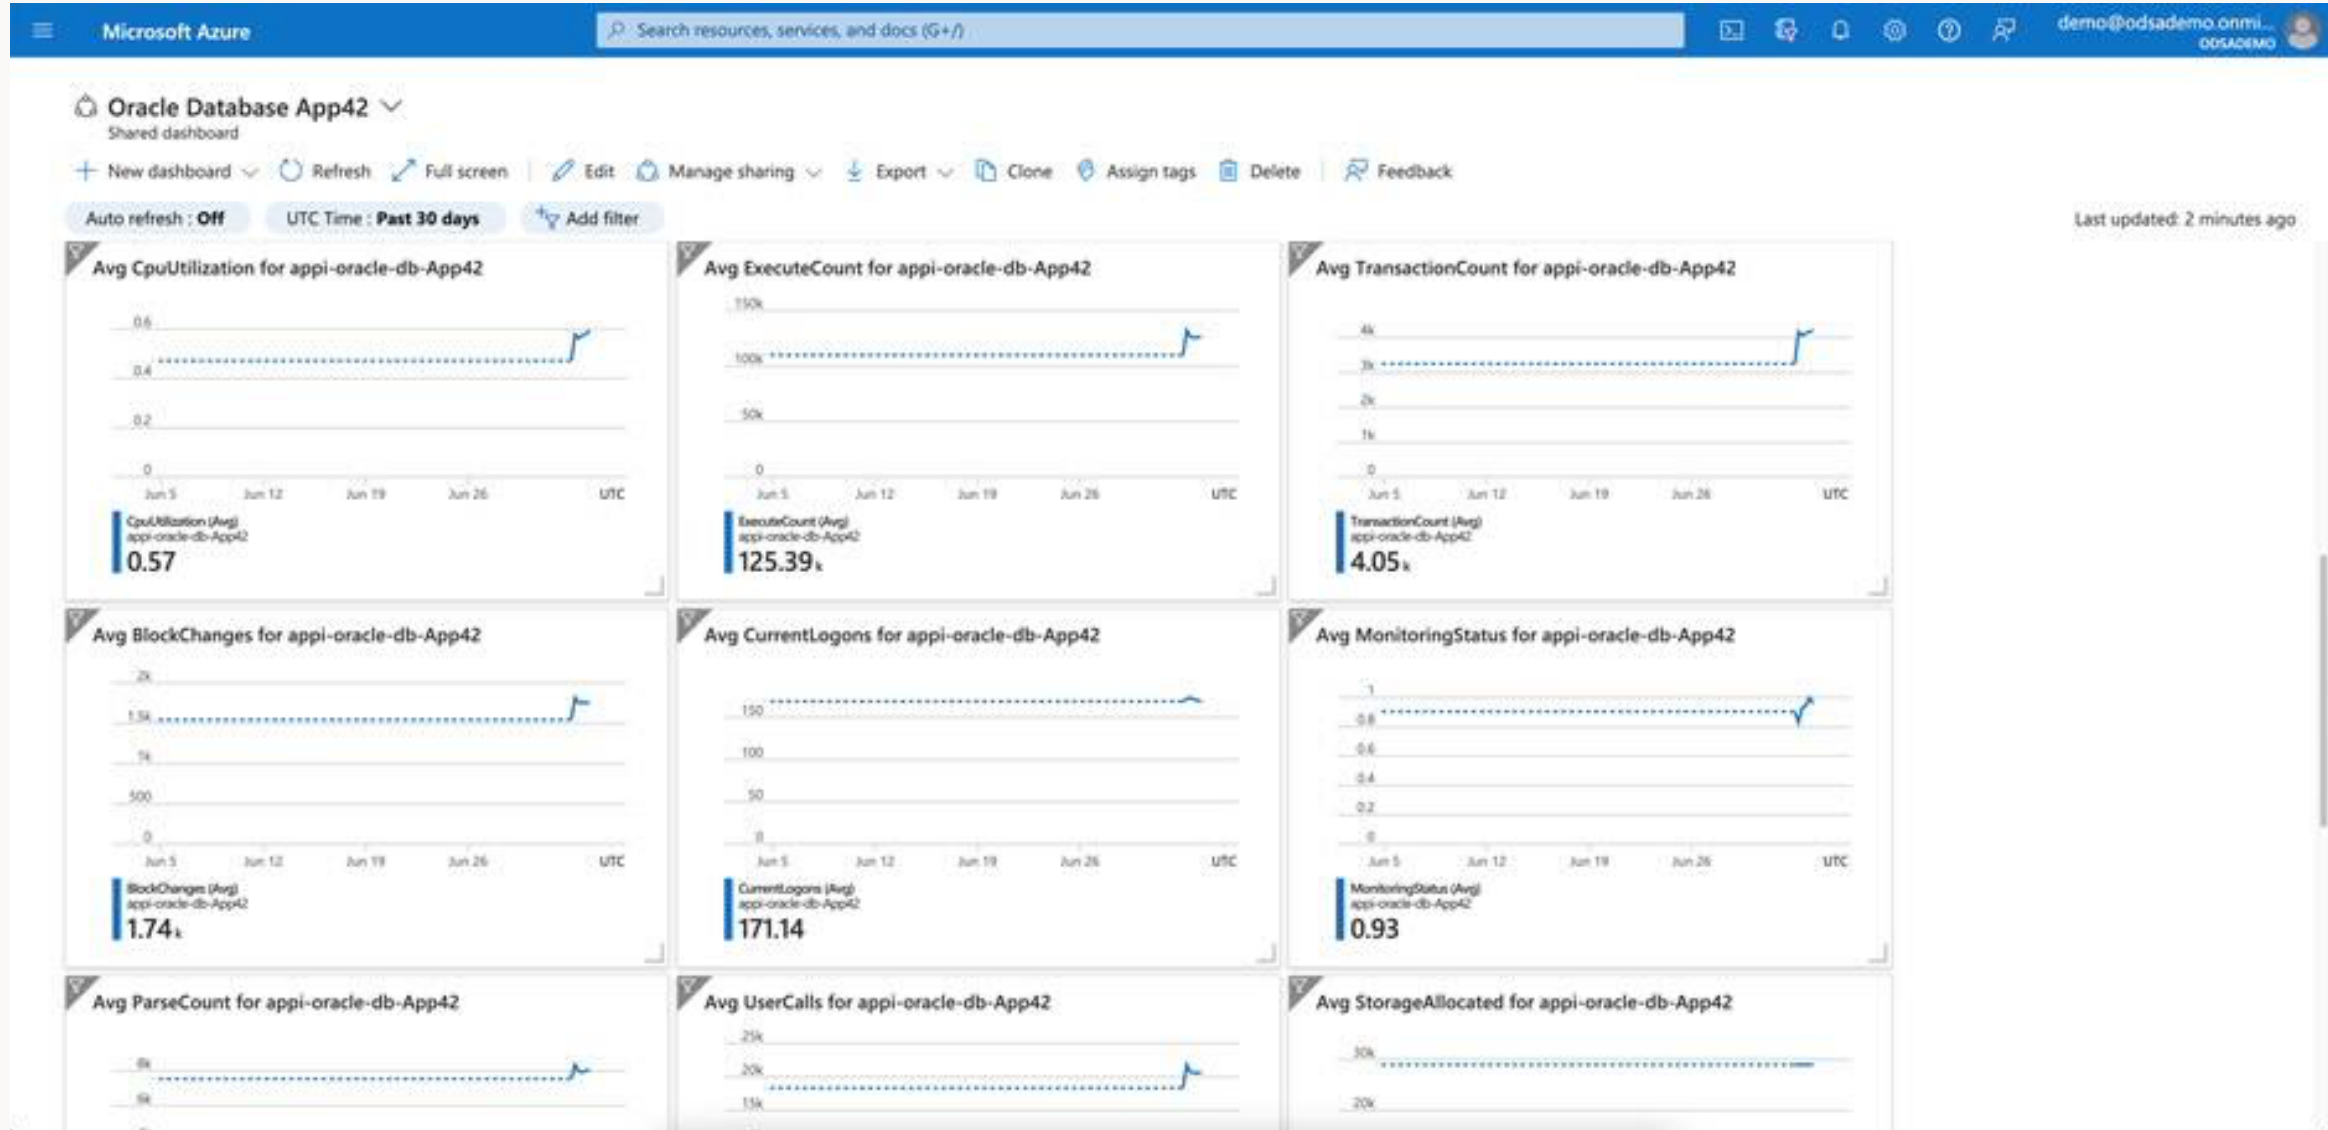 Microsoft Azure
Search resources, services, and docs (G+/)
demo@odsademo.onmi...
ODSADEMO
Oracle Database App42
Shared dashboard
New dashboard Refresh Full screen Edit Manage sharing Export Clone Assign tags Delete Feedback
Auto refresh : Off UTC Time : Past 30 days Add filter Last updated: 2 minutes ago
Avg CpuUtilization for appi-oracle-db-App42
0.6
0.4
0.2
0
Jun 5 Jun 12 Jun 19 Jun 26 UTC
CpuUtilization (Avg)
appi-oracle-db-App42
0.57
Avg ExecuteCount for appi-oracle-db-App42
150k
100k
50k
0
Jun 5 Jun 12 Jun 19 Jun 26 UTC
ExecuteCount (Avg)
appi-oracle-db-App42
125.39 k
Avg TransactionCount for appi-oracle-db-App42
4k
3k
2k
1k
0
Jun 5 Jun 12 Jun 19 Jun 26 UTC
TransactionCount (Avg)
appi-oracle-db-App42
4.05 k
Avg BlockChanges for appi-oracle-db-App42
2k
1.5k
1k
500
0
Jun 5 Jun 12 Jun 19 Jun 26 UTC
BlockChanges (Avg)
appi-oracle-db-App42
1.74 k
Avg CurrentLogons for appi-oracle-db-App42
150
100
50
0
Jun 5 Jun 12 Jun 19 Jun 26 UTC
CurrentLogons (Avg)
appi-oracle-db-App42
171.14
Avg MonitoringStatus for appi-oracle-db-App42
1
0.8
0.6
0.4
0.2
0
Jun 5 Jun 12 Jun 19 Jun 26 UTC
MonitoringStatus (Avg)
appi-oracle-db-App42
0.93
Avg ParseCount for appi-oracle-db-App42
Avg UserCalls for appi-oracle-db-App42
25k
20k
15k
Avg StorageAllocated for appi-oracle-db-App42
30k
20k